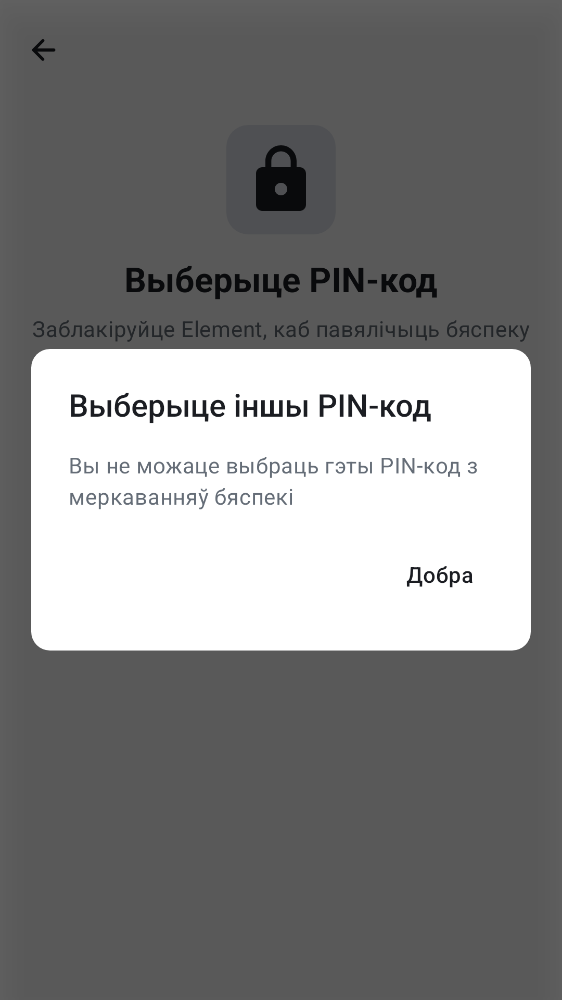 Выберыце PIN-код
Заблакіруйце Element, каб павялічыць бяспеку
Выберыце іншы PIN-код
Вы не можаце выбраць гэты PIN-код з
меркаванняў бяспекі
Добра